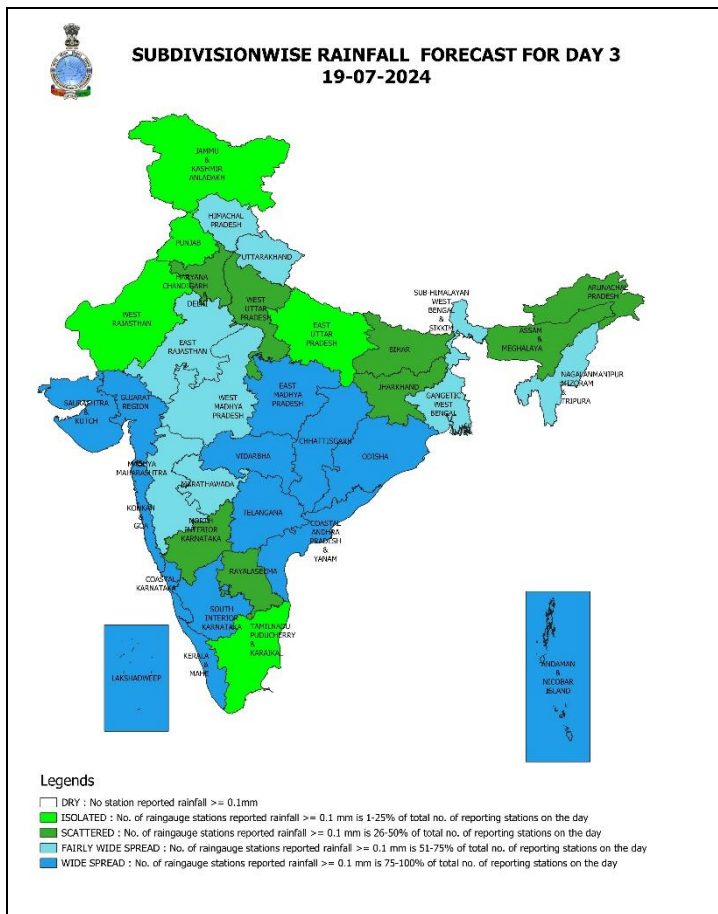 SUBDIVISIONWISE RAINFALL FORECAST FOR DAY 3
19-07-2024
JAMMU
&
KASHMIR
ANLADAKH
HIMACHAL
PRADESH
PUNJAB
UTTARAKHAND
HARYANA
CHANDIGARH
DELHI
WEST
UTTAR
PRADESH
WEST
RAJASTHAN
EAST
UTTAR
PRADESH
EAST
RAJASTHAN
SUB-HIMALAYAN
WEST
BENGAL
&
SIKKIM
ARUNACHAL
PRADESH
ASSAM
&
MEGHALAYA
NAGALANMANIPUR
MIZORAM
&
TRIPURA
BIHAR
JHARKHAND
GANGETIC
WEST
BENGAL
SAURASHTRA
&
KUTCH
GUJARAT
REGION
WEST
MADHYA
PRADESH
EAST
MADHYA
PRADESH
CHHATTISGARH
ODISHA
VIDARBHA
MADHYA
MAHARASHTRA
MARATHAWADA
KONKAN
&
GOA
TELANGANA
NORTH
INTERIOR
KARNATAKA
COASTAL
ANDHRA
PRADESH
&
YANAM
RAYALASEEMA
COASTAL
KARNATAKA
SOUTH
INTERIOR
KARNATAKA
TAMILNADU
PUDUCHERRY
&
KARAIKAL
KERALA
&
MAHE
LAKSHADWEEP
ANDAMAN
&
NICOBAR
ISLAND
Legends
DRY : No station reported rainfall >= 0.1mm
ISOLATED : No. of raingauge stations reported rainfall >= 0.1 mm is 1-25% of total no. of reporting stations on the day
SCATTERED : No. of raingauge stations reported rainfall >= 0.1 mm is 26-50% of total no. of reporting stations on the day
FAIRLY WIDE SPREAD : No. of raingauge stations reported rainfall >= 0.1 mm is 51-75% of total no. of reporting stations on the day
WIDE SPREAD : No. of raingauge stations reported rainfall >= 0.1 mm is 75-100% of total no. of reporting stations on the day